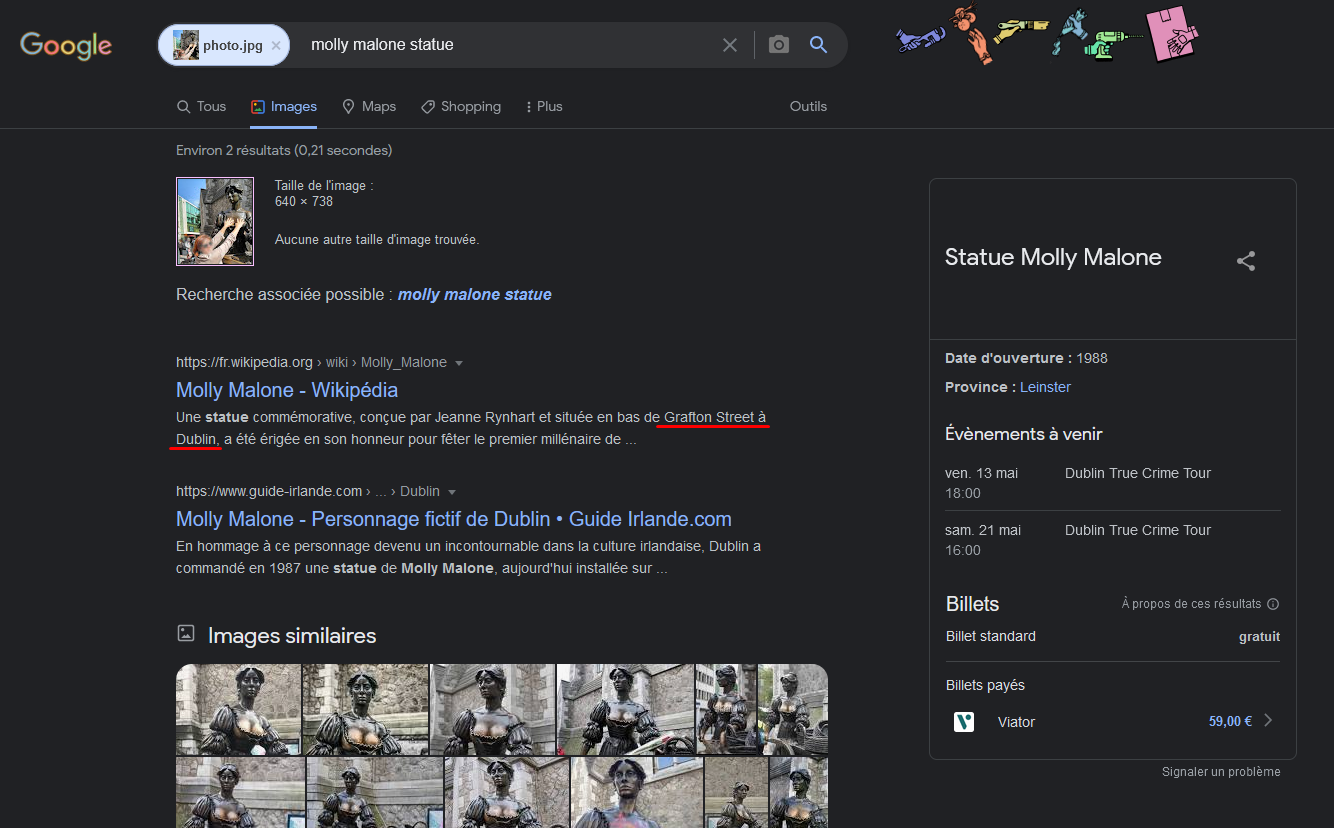 Google
photo.jpg ×
molly malone statue
Tous
Images
Maps
Shopping
Plus
Outils
Environ 2 résultats (0,21 secondes)
Taille de l'image :
640 × 738
Aucune autre taille d'image trouvée.
Recherche associée possible : molly malone statue
https://fr.wikipedia.org › wiki › Molly_Malone
Molly Malone - Wikipédia
Une statue commémorative, conçue par Jeanne Rynhart et située en bas de Grafton Street à
Dublin, a été érigée en son honneur pour fêter le premier millénaire de ...
https://www.guide-irlande.com › ... › Dublin
Molly Malone - Personnage fictif de Dublin • Guide Irlande.com
En hommage à ce personnage devenu un incontournable dans la culture irlandaise, Dublin a
commandé en 1987 une statue de Molly Malone, aujourd'hui installée sur ...
Images similaires
Statue Molly Malone
Date d'ouverture : 1988
Province : Leinster
Évènements à venir
ven. 13 mai
Dublin True Crime Tour
18:00
sam. 21 mai
Dublin True Crime Tour
16:00
Billets
À propos de ces résultats
Billet standard
gratuit
Billets payés
Viator
59,00 €
Signaler un problème